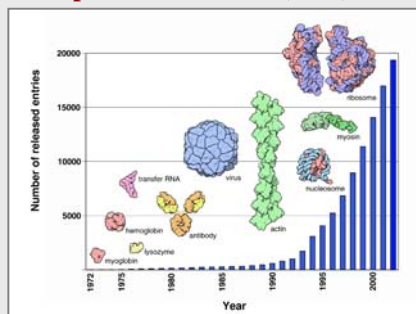 20000
ribosome
15000
myosin
virus
transfer RNA
10000
nucleosome
hemoglobin
antibody
5000
actin
lysozyme
myoglobin
1972
1975
1980
1985
1990
1995
2000
Year
Number of released entries